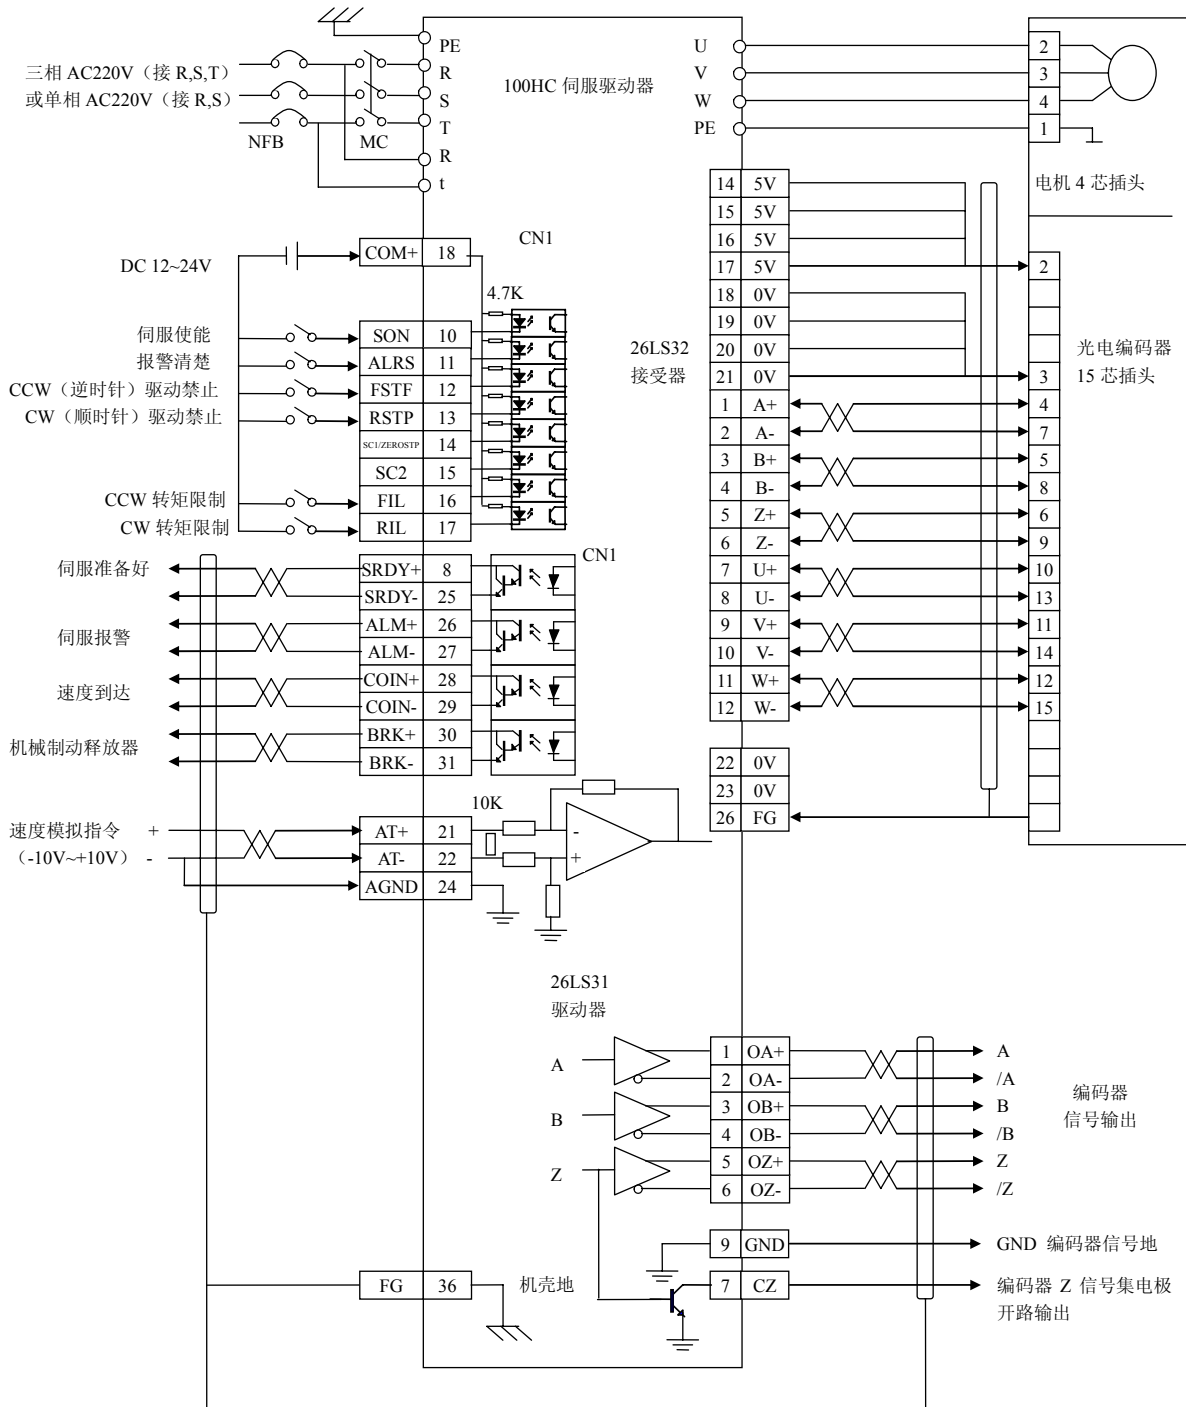 PE
三相 AC220V（接 R,S,T）
R
或单相 AC220V（接 R,S）
S
T
NFB
MC
R
t
100HC 伺服驱动器
U
V
W
PE
2
3
4
1
电机 4 芯插头
CN1
DC 12~24V
COM+ 18
4.7K
伺服使能 SON 10
报警清楚 ALRS 11
CCW（逆时针）驱动禁止 FSTF 12
CW（顺时针）驱动禁止 RSTP 13
SC1/ZEROSTP 14
SC2 15
CCW 转矩限制 FIL 16
CW 转矩限制 RIL 17
CN1
伺服准备好 SRDY+ 8
SRDY- 25
伺服报警 ALM+ 26
ALM- 27
速度到达 COIN+ 28
COIN- 29
机械制动释放器 BRK+ 30
BRK- 31
10K
速度模拟指令 + AT+ 21
（-10V~+10V） - AT- 22
AGND 24
-
+
26LS32
接受器
14 5V
15 5V
16 5V
17 5V 2
18 0V
19 0V
20 0V
21 0V 3
1 A+ 4
2 A- 7
3 B+ 5
4 B- 8
5 Z+ 6
6 Z- 9
7 U+ 10
8 U- 13
9 V+ 11
10 V- 14
11 W+ 12
12 W- 15
22 0V
23 0V
26 FG
光电编码器
15 芯插头
26LS31
驱动器
A
B
Z
1 OA+ A
2 OA- /A
3 OB+ B
4 OB- /B
5 OZ+ Z
6 OZ- /Z
编码器
信号输出
9 GND GND 编码器信号地
7 CZ 编码器 Z 信号集电极
开路输出
FG 36 机壳地